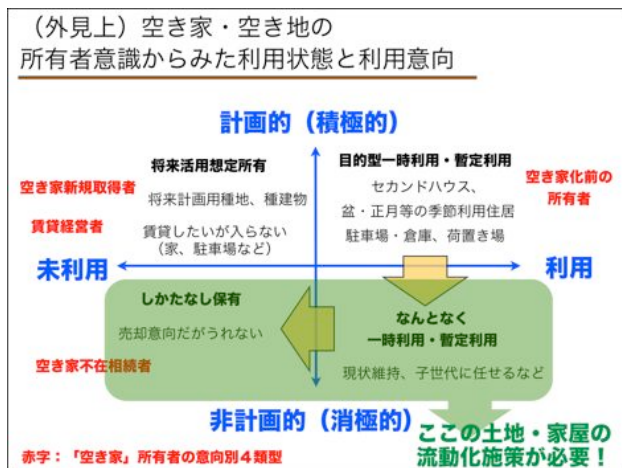 （外見上）空き家・空き地の
所有者意識からみた利用状態と利用意向
計画的（積極的）
将来活用想定所有
将来計画用種地、種建物
賃貸したいが入らない
（家、駐車場など）
空き家新規取得者
賃貸経営者
目的型一時利用・暫定利用
セカンドハウス、
盆・正月等の季節利用住居
駐車場・倉庫、荷置き場
空き家化前の
所有者
未利用
利用
しかたなし保有
売却意向だがうれない
空き家不在相続者
なんとなく
一時利用・暫定利用
現状維持、子世代に任せるなど
非計画的（消極的）
ここの土地・家屋の
流動化施策が必要！
赤字：「空き家」所有者の意向別４類型